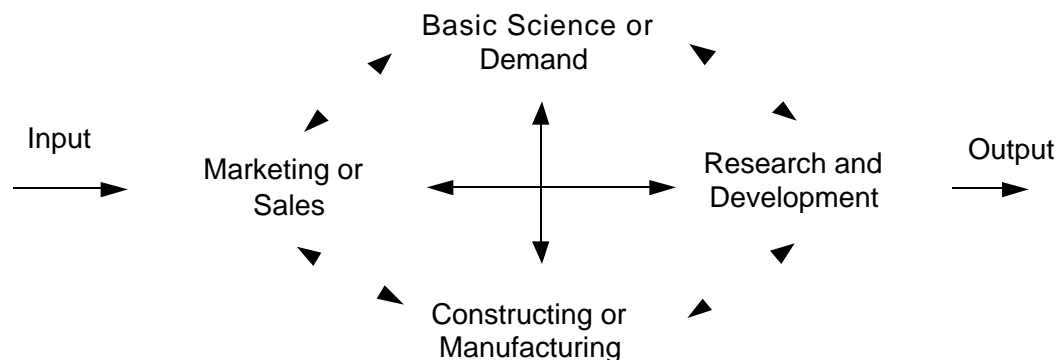 Basic Science or
Demand
Input
Marketing or
Sales
Research and
Development
Output
Constructing or
Manufacturing